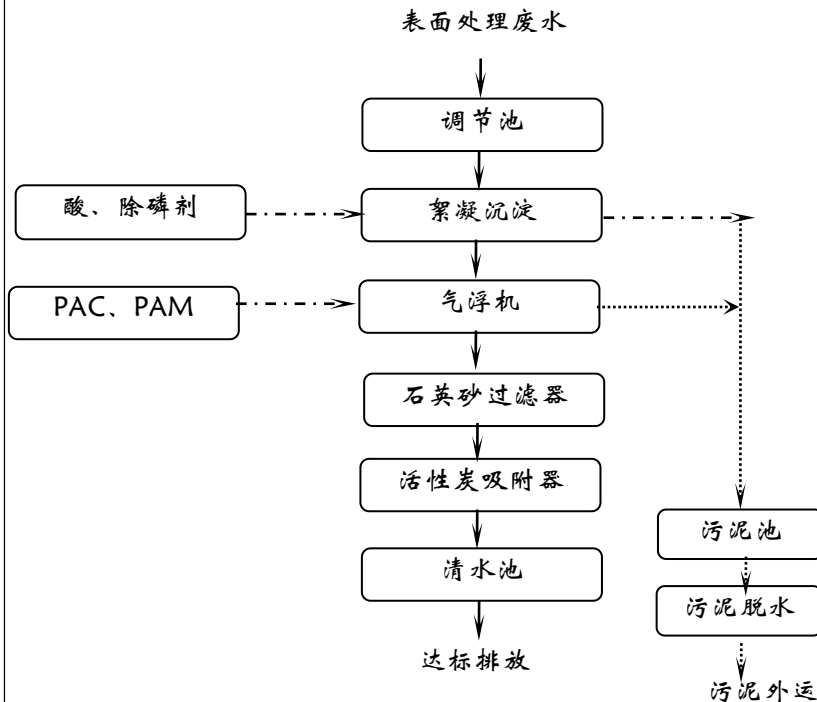 表面处理废水
调节池
酸、除磷剂
絮凝沉淀
PAC、PAM
气浮机
石英砂过滤器
活性炭吸附器
清水池
达标排放
污泥池
污泥脱水
污泥外运